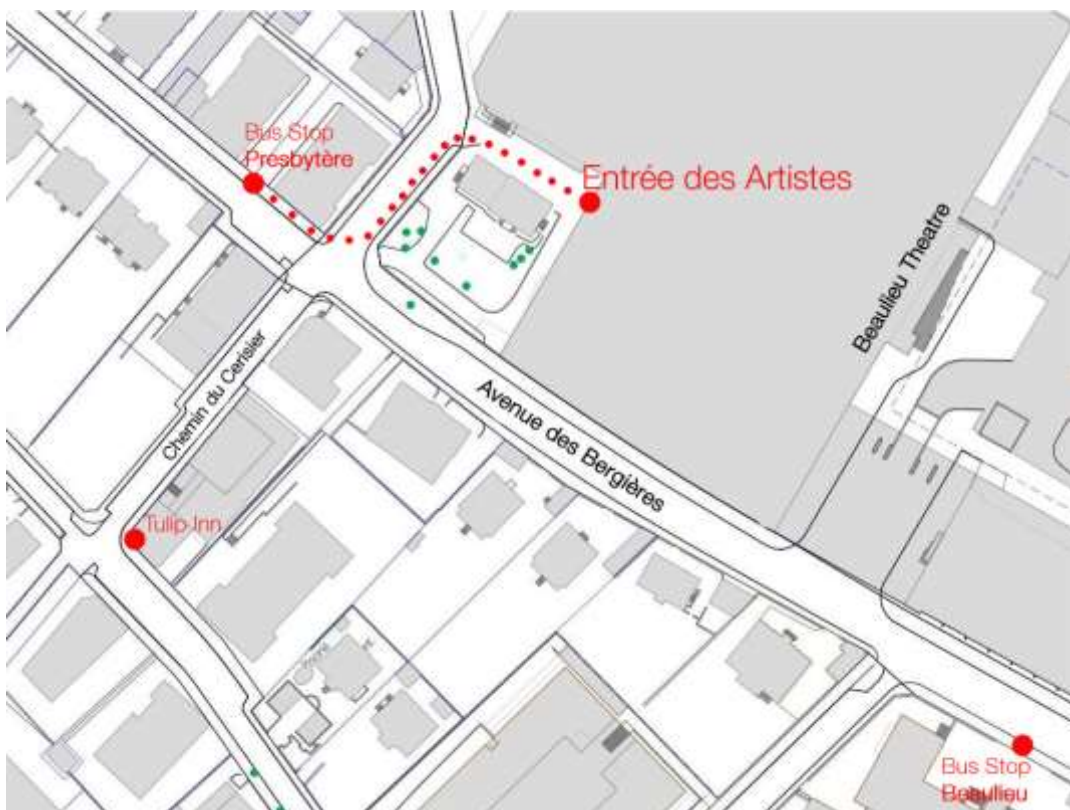 Bus Stop
Presbytère
Entrée des Artistes
Beaulieu Theatre
Chemin du Cerisier
Avenue des Bergières
Tulip Inn
Bus Stop
Beaulieu